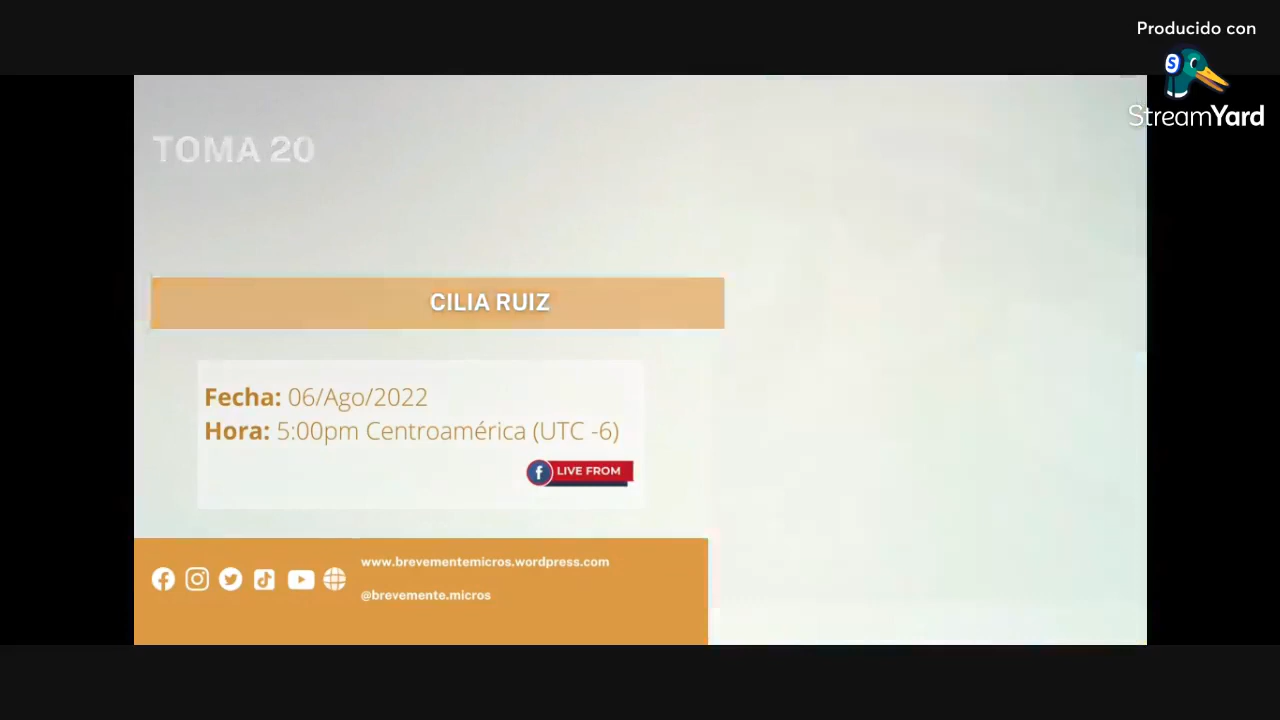 Producido con
StreamYard
TOMA 20
CILIA RUIZ
Fecha: 06/Ago/2022
Hora: 5:00pm Centroamérica (UTC -6)
LIVE FROM
www.brevementemicros.wordpress.com
@brevemente.micros